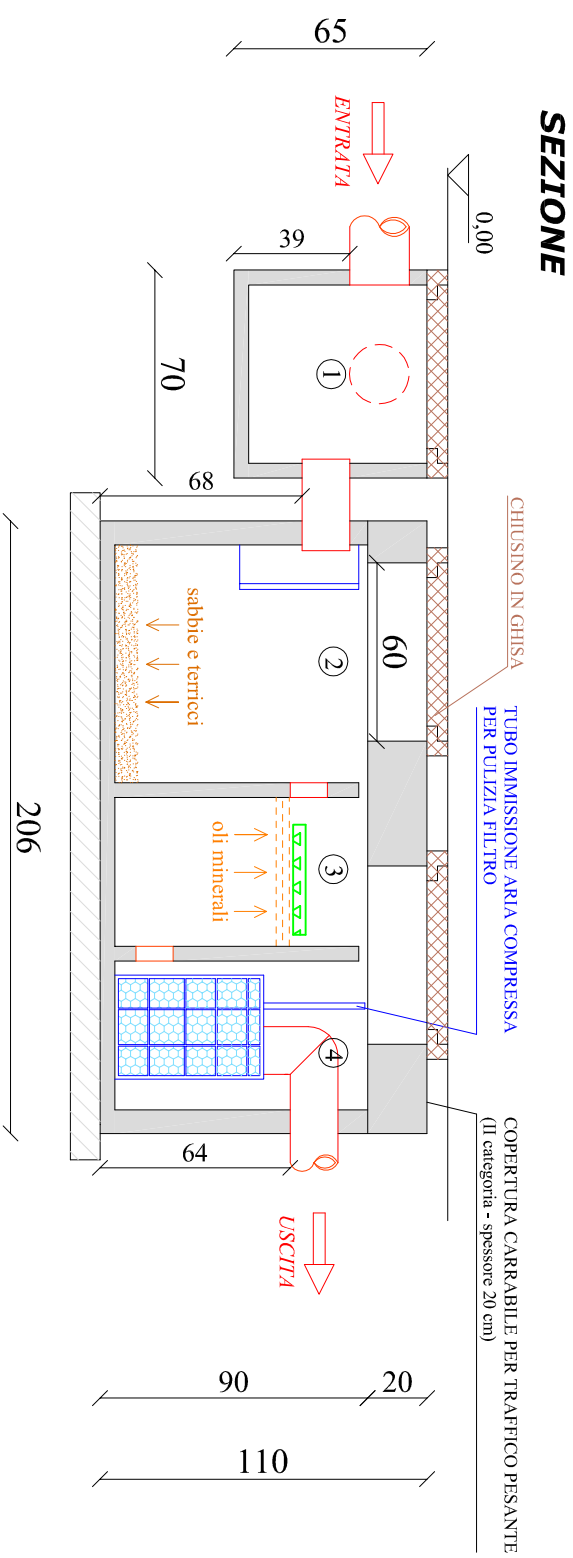 SEZIONE
65
0,00
ENTRATA
39
1
70
68
CHIUSINO IN GHISA
60
2
sabbie e terricci
TUBO IMMISSIONE ARIA COMPRESSA
PER PULIZIA FILTRO
3
oli minerali
4
206
COPERTURA CARRABILE PER TRAFFICO PESANTE
(II categoria - spessore 20 cm)
64
USCITA
90
20
110